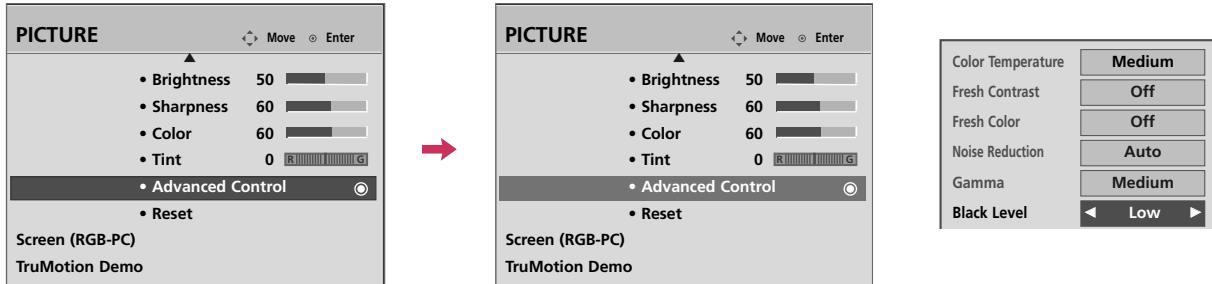 PICTURE Move Enter
• Brightness 50
• Sharpness 60
• Color 60
• Tint 0 R G
• Advanced Control
• Reset
Screen (RGB-PC)
TruMotion Demo
PICTURE Move Enter
• Brightness 50
• Sharpness 60
• Color 60
• Tint 0 R G
• Advanced Control
• Reset
Screen (RGB-PC)
TruMotion Demo
Color Temperature Medium
Fresh Contrast Off
Fresh Color Off
Noise Reduction Auto
Gamma Medium
Black Level Low